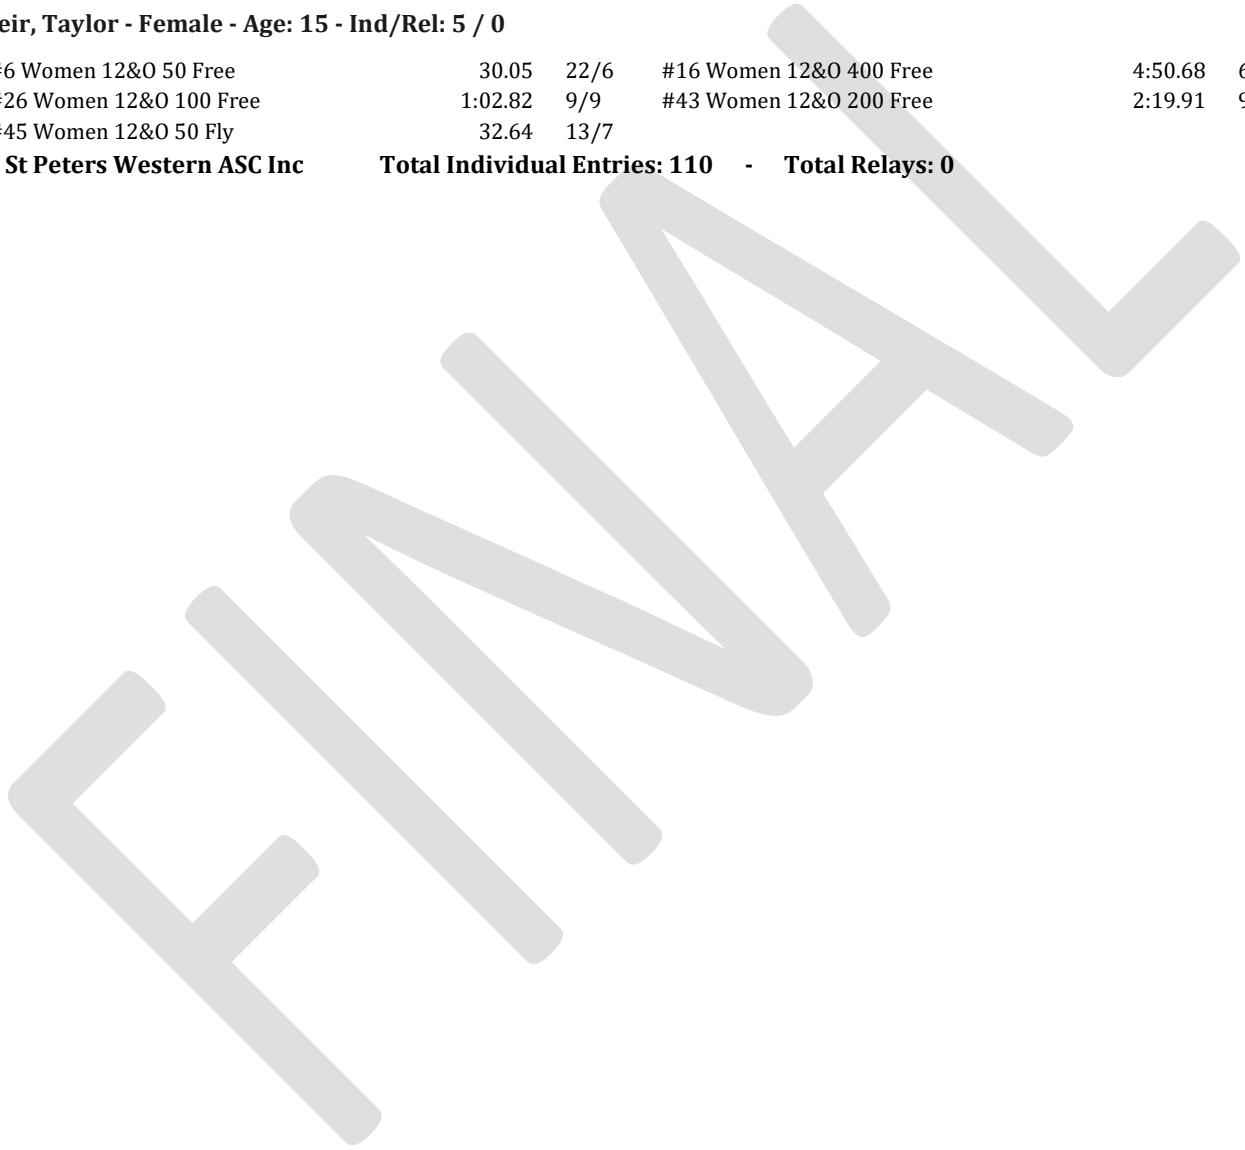 eir, Taylor - Female - Age: 15 - Ind/Rel: 5 / 0
#6 Women 12&O 50 Free 30.05 22/6 #16 Women 12&O 400 Free 4:50.68
#26 Women 12&O 100 Free 1:02.82 9/9 #43 Women 12&O 200 Free 2:19.91
#45 Women 12&O 50 Fly 32.64 13/7
St Peters Western ASC Inc Total Individual Entries: 110 - Total Relays: 0
FINAL